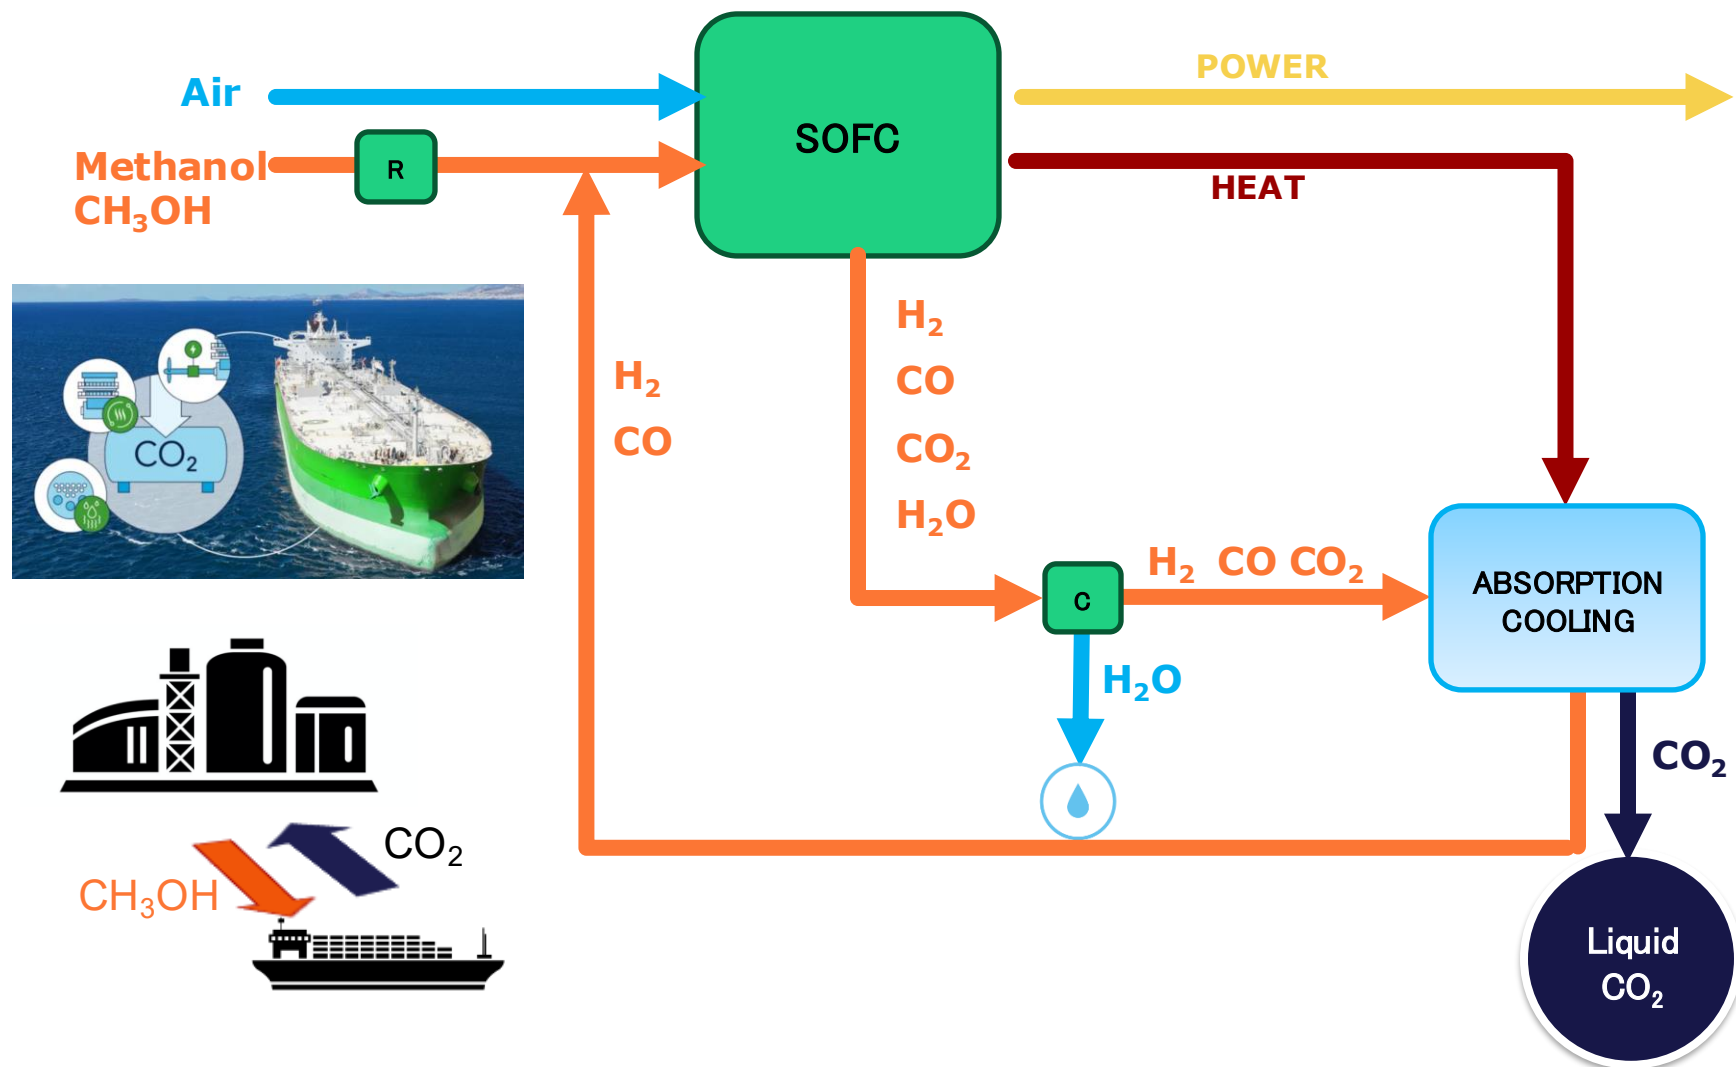 Air
Methanol
CH₃OH
R
SOFC
POWER
HEAT
H₂
CO
CO₂
H₂O
H₂
CO
CO₂
C
H₂ CO CO₂
ABSORPTION
COOLING
H₂O
CO₂
CO₂
CH₃OH
Liquid
CO₂